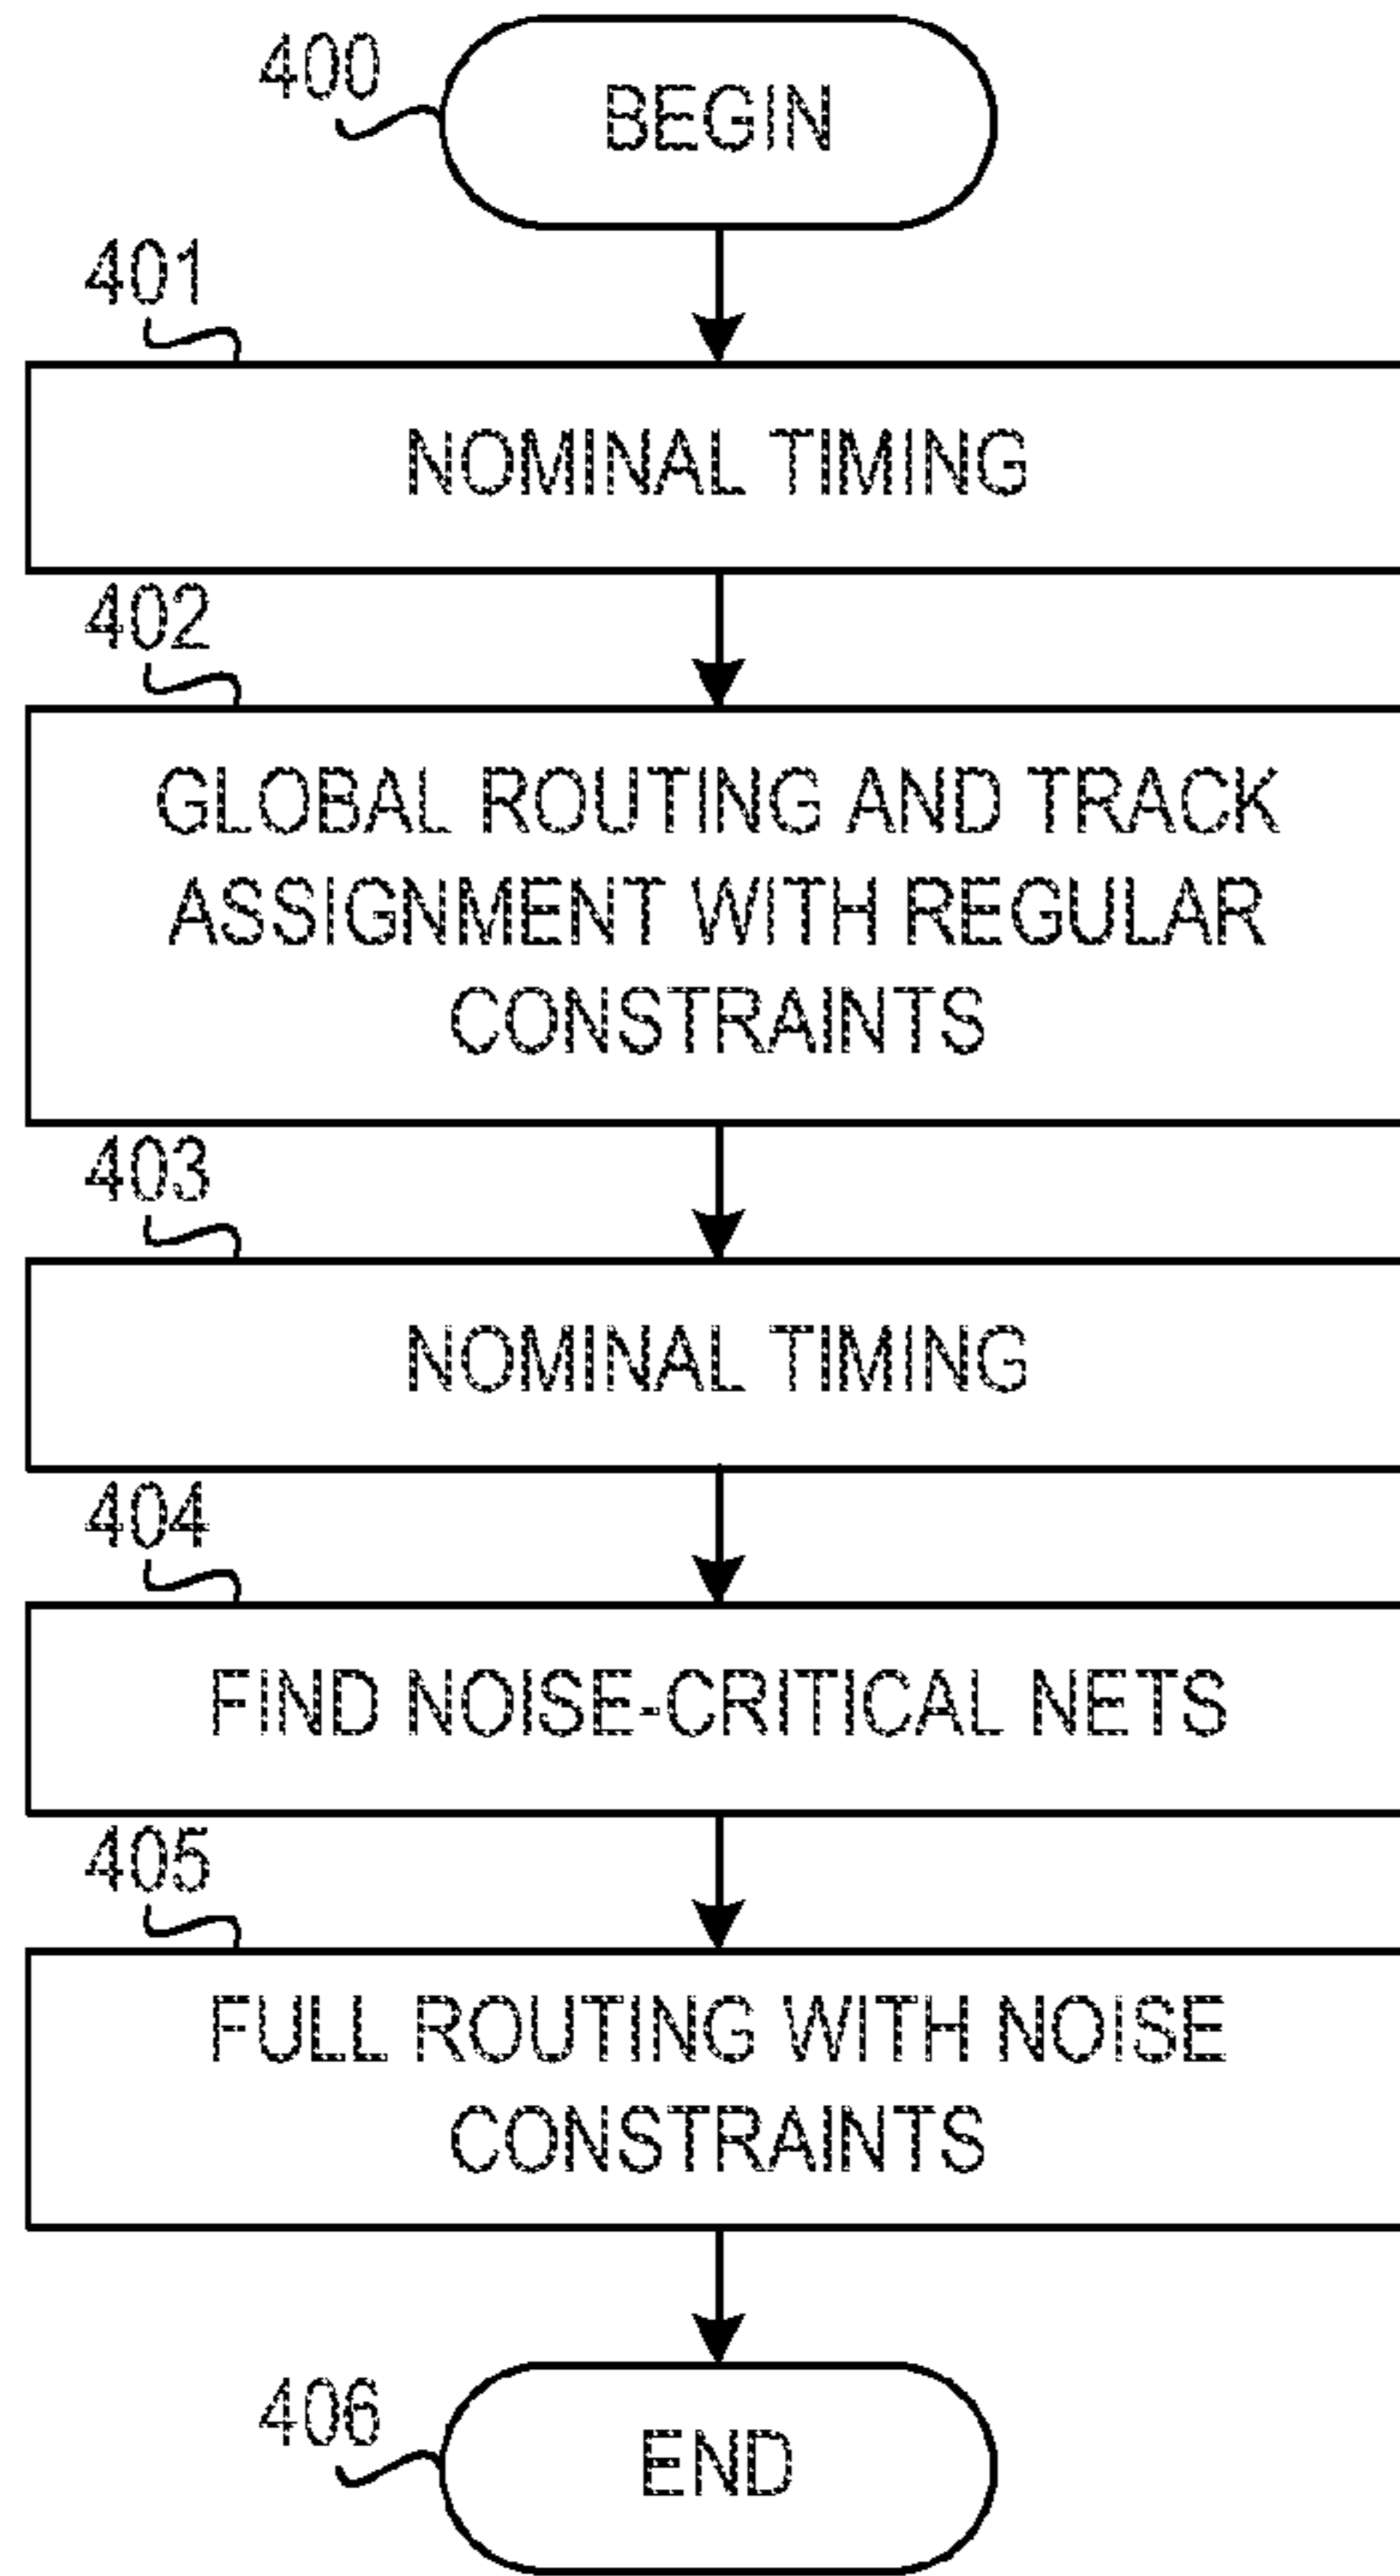 400
BEGIN
401
NOMINAL TIMING
402
GLOBAL ROUTING AND TRACK
ASSIGNMENT WITH REGULAR
CONSTRAINTS
403
NOMINAL TIMING
404
FIND NOISE-CRITICAL NETS
405
FULL ROUTING WITH NOISE
CONSTRAINTS
406
END